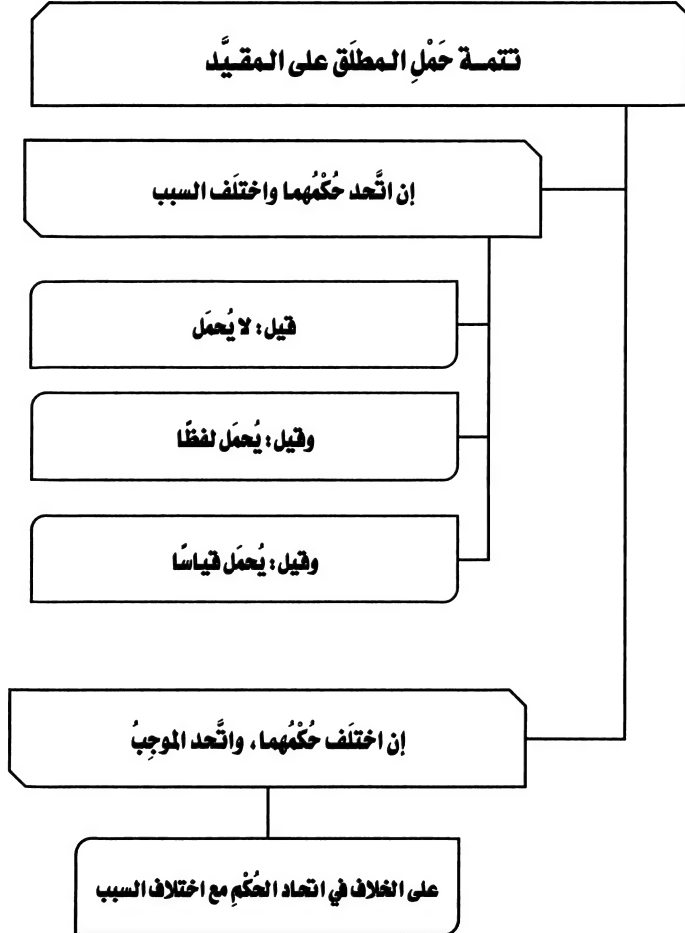 تتمـة حَمْلِ المطلَق على المقيَّد
إن اتَّحد حُكْمُهما واختلَف السبب
قيل: لا يُحمَل
وقيل: يُحمَل لفظًا
وقيل: يُحمَل قياسًا
إن اختلَف حُكْمُهما، واتَّحد الموجِبُ
على الخلاف في اتحاد الحُكْمِ مع اختلاف السبب